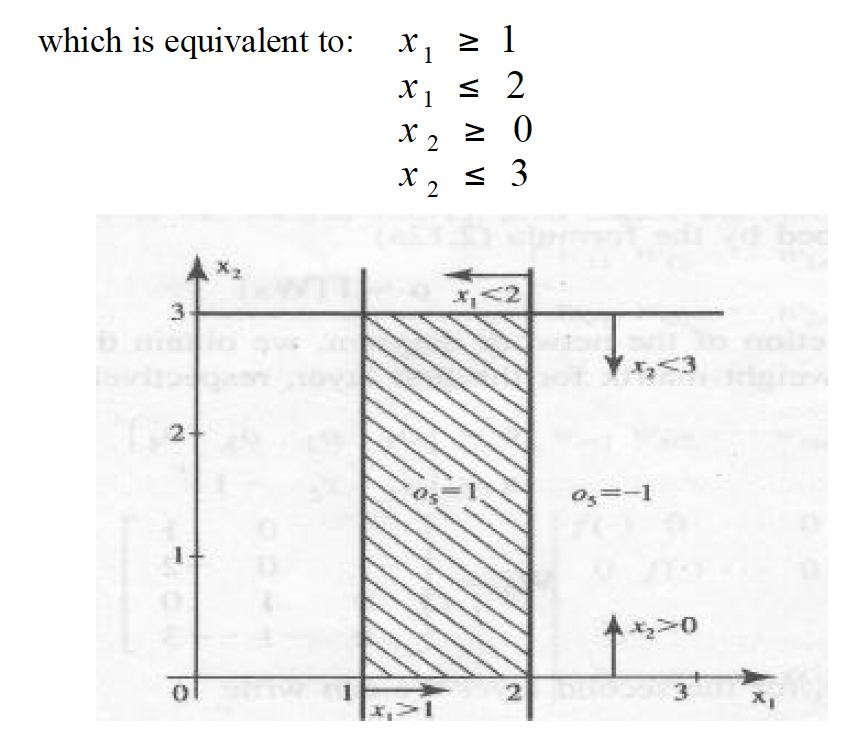 which is equivalent to: x₁ ≥ 1
x₁ ≤ 2
x₂ ≥ 0
x₂ ≤ 3
x₂
x₁<2
3
x₂<3
2
o₅=1
o₅=-1
1
x₂>0
0 1 2 3 x₁
x₁>1